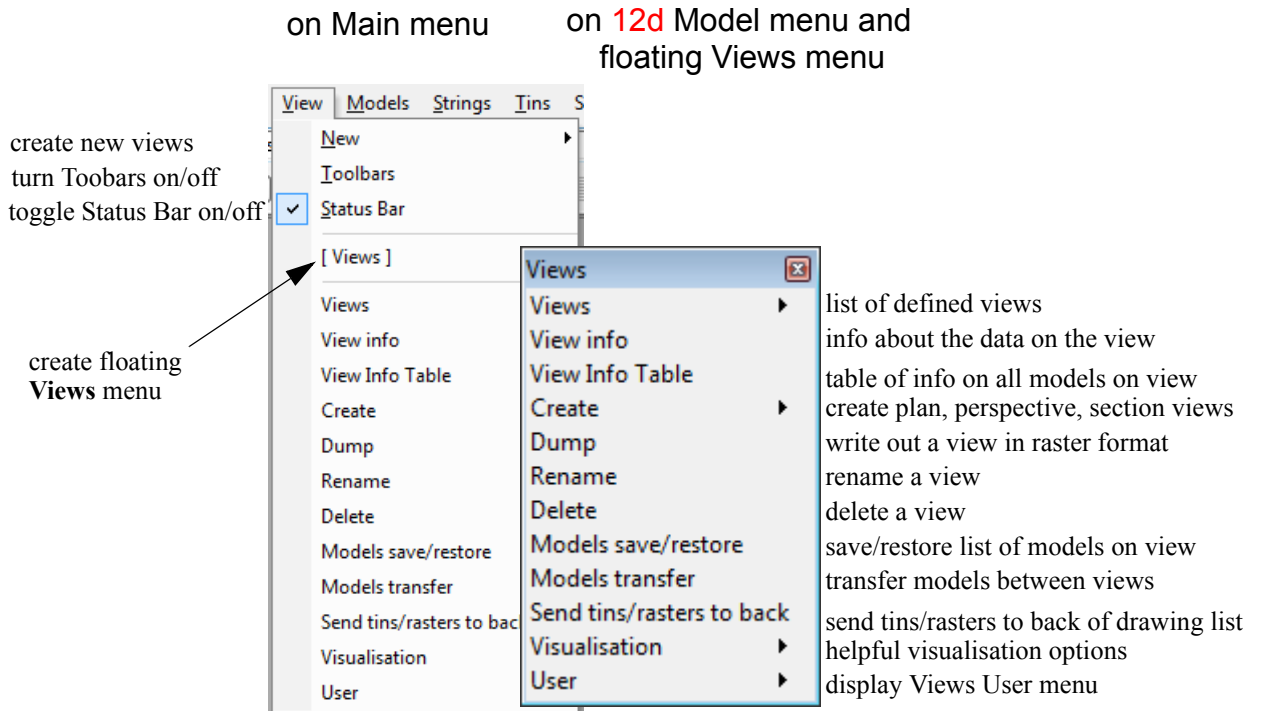 on Main menu
on 12d Model menu and
floating Views menu
View Models Strings Tins S
create new views
New
turn Toobars on/off
Toolbars
toggle Status Bar on/off
Status Bar
[ Views ]
create floating
Views menu
Views
View info
View Info Table
Create
Dump
Rename
Delete
Models save/restore
Models transfer
Send tins/rasters to bac
Visualisation
User
Views
Views
list of defined views
View info
info about the data on the view
View Info Table
table of info on all models on view
Create
create plan, perspective, section views
Dump
write out a view in raster format
Rename
rename a view
Delete
delete a view
Models save/restore
save/restore list of models on view
Models transfer
transfer models between views
Send tins/rasters to back
send tins/rasters to back of drawing list
Visualisation
helpful visualisation options
User
display Views User menu